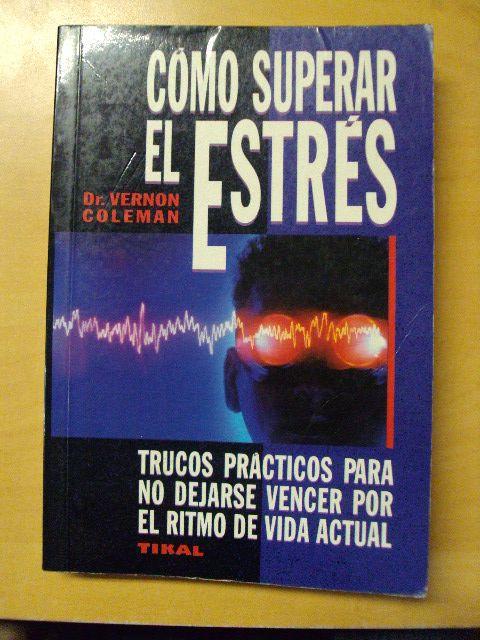 CÓMO SUPERAR
EL ESTRÉS
Dr. VERNON
COLEMAN
TRUCOS PRÁCTICOS PARA
NO DEJARSE VENCER POR
EL RITMO DE VIDA ACTUAL
TIKAL